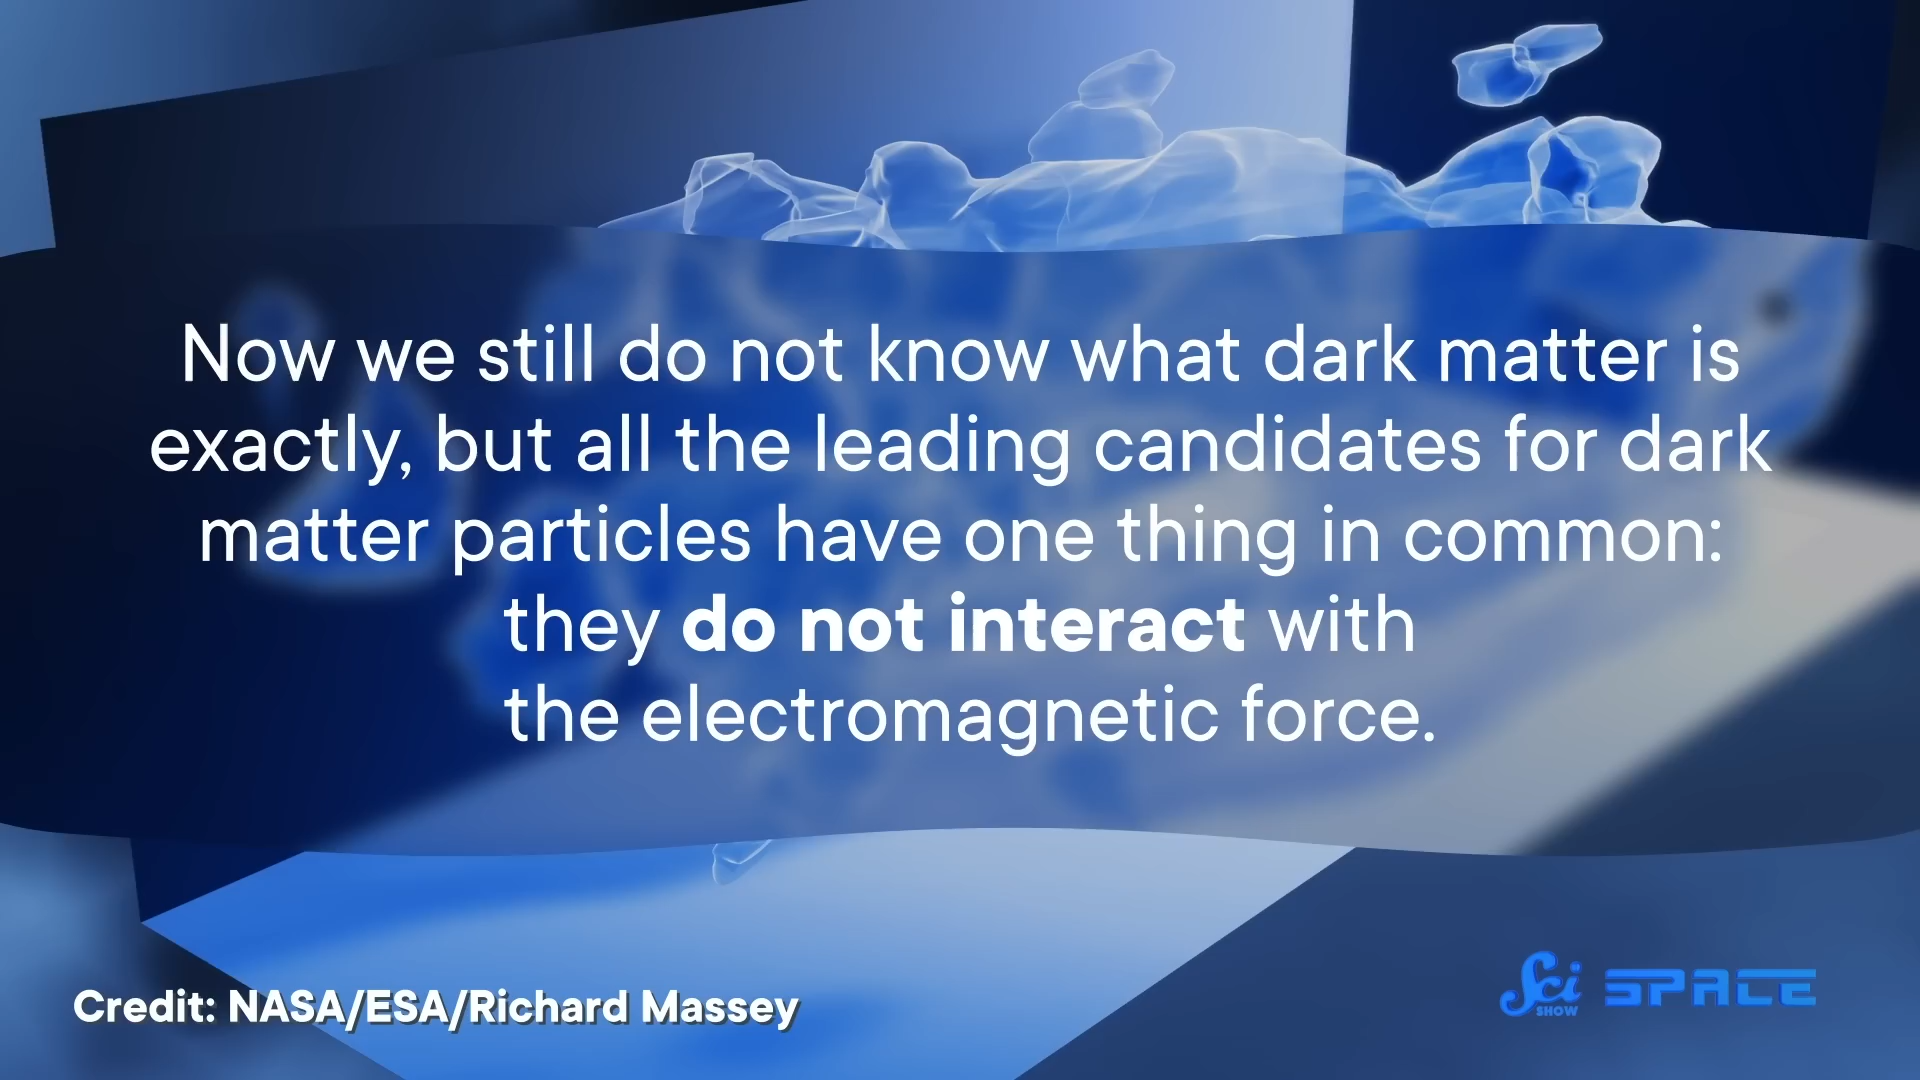 Now we still do not know what dark matter is
exactly, but all the leading candidates for dark
matter particles have one thing in common:
they do not interact with
the electromagnetic force.
Credit: NASA/ESA/Richard Massey
Sci SHOW SPACE